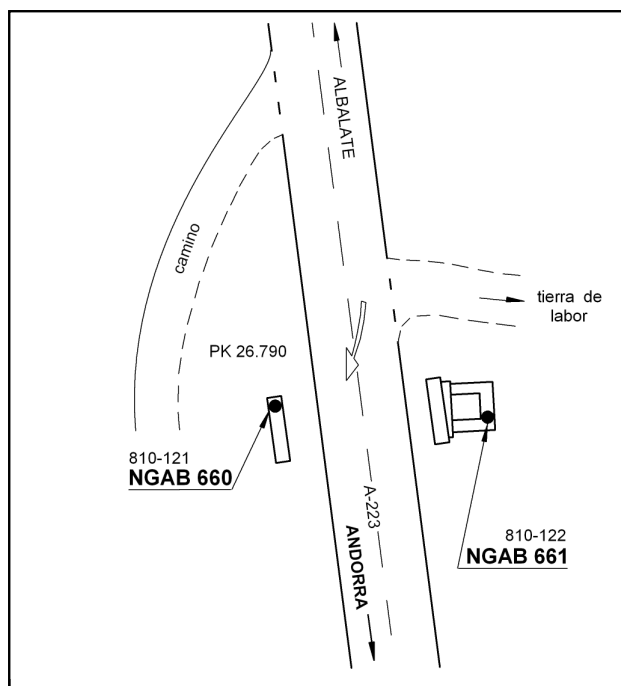 ALBALATE
camino
tierra de
labor
PK 26.790
810-121
NGAB 660
A-223
ANDORRA
810-122
NGAB 661